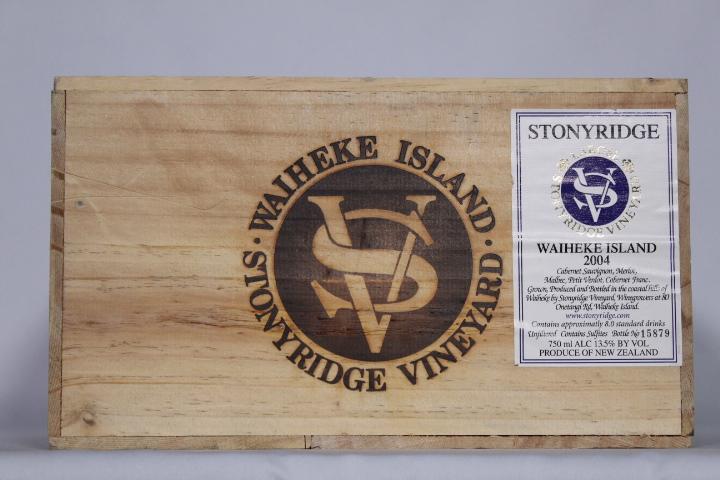 WAIHEKE ISLAND
STONYRIDGE VINEYARD
SV
STONYRIDGE
STONYRIDGE VINEYARD
WAIHEKE ISLAND
2004
Cabernet Sauvignon, Merlot,
Malbec, Petit Verdot, Cabernet Franc.
Grown, Produced and Bottled in the coastal hills of
Waiheke by Stonyridge Vineyard, Winegrowers at 80
Onetangi Rd, Waiheke Island.
www.stonyridge.com
Contains approximatly 8.0 standard drinks
Unfiltered Contains Sulfites Bottle No 15879
750 ml ALC 13.5% BY VOL
PRODUCE OF NEW ZEALAND